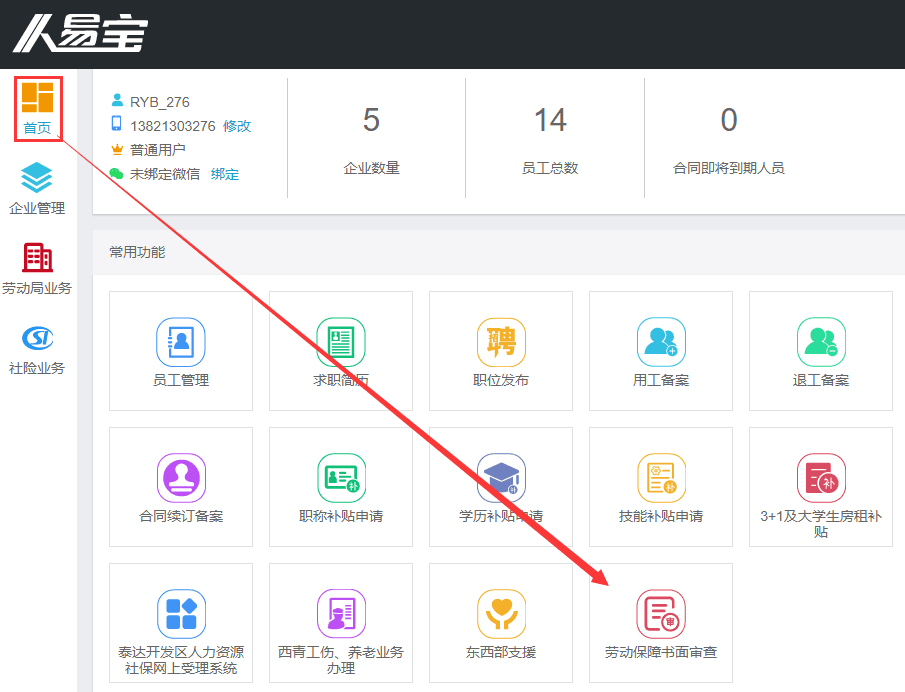 人易宝
首页
企业管理
劳动局业务
社险业务
RYB_276
13821303276 修改
普通用户
未绑定微信 绑定
5
企业数量
14
员工总数
0
合同即将到期人员
常用功能
员工管理
求职简历
招聘
职位发布
用工备案
退工备案
合同续订备案
补
职称补贴申请
补
学历补贴申请
补
技能补贴申请
补
3+1及大学生房租补
贴
泰达开发区人力资源
社保网上受理系统
西青工伤、养老业务
办理
东西部支援
审
劳动保障书面审查